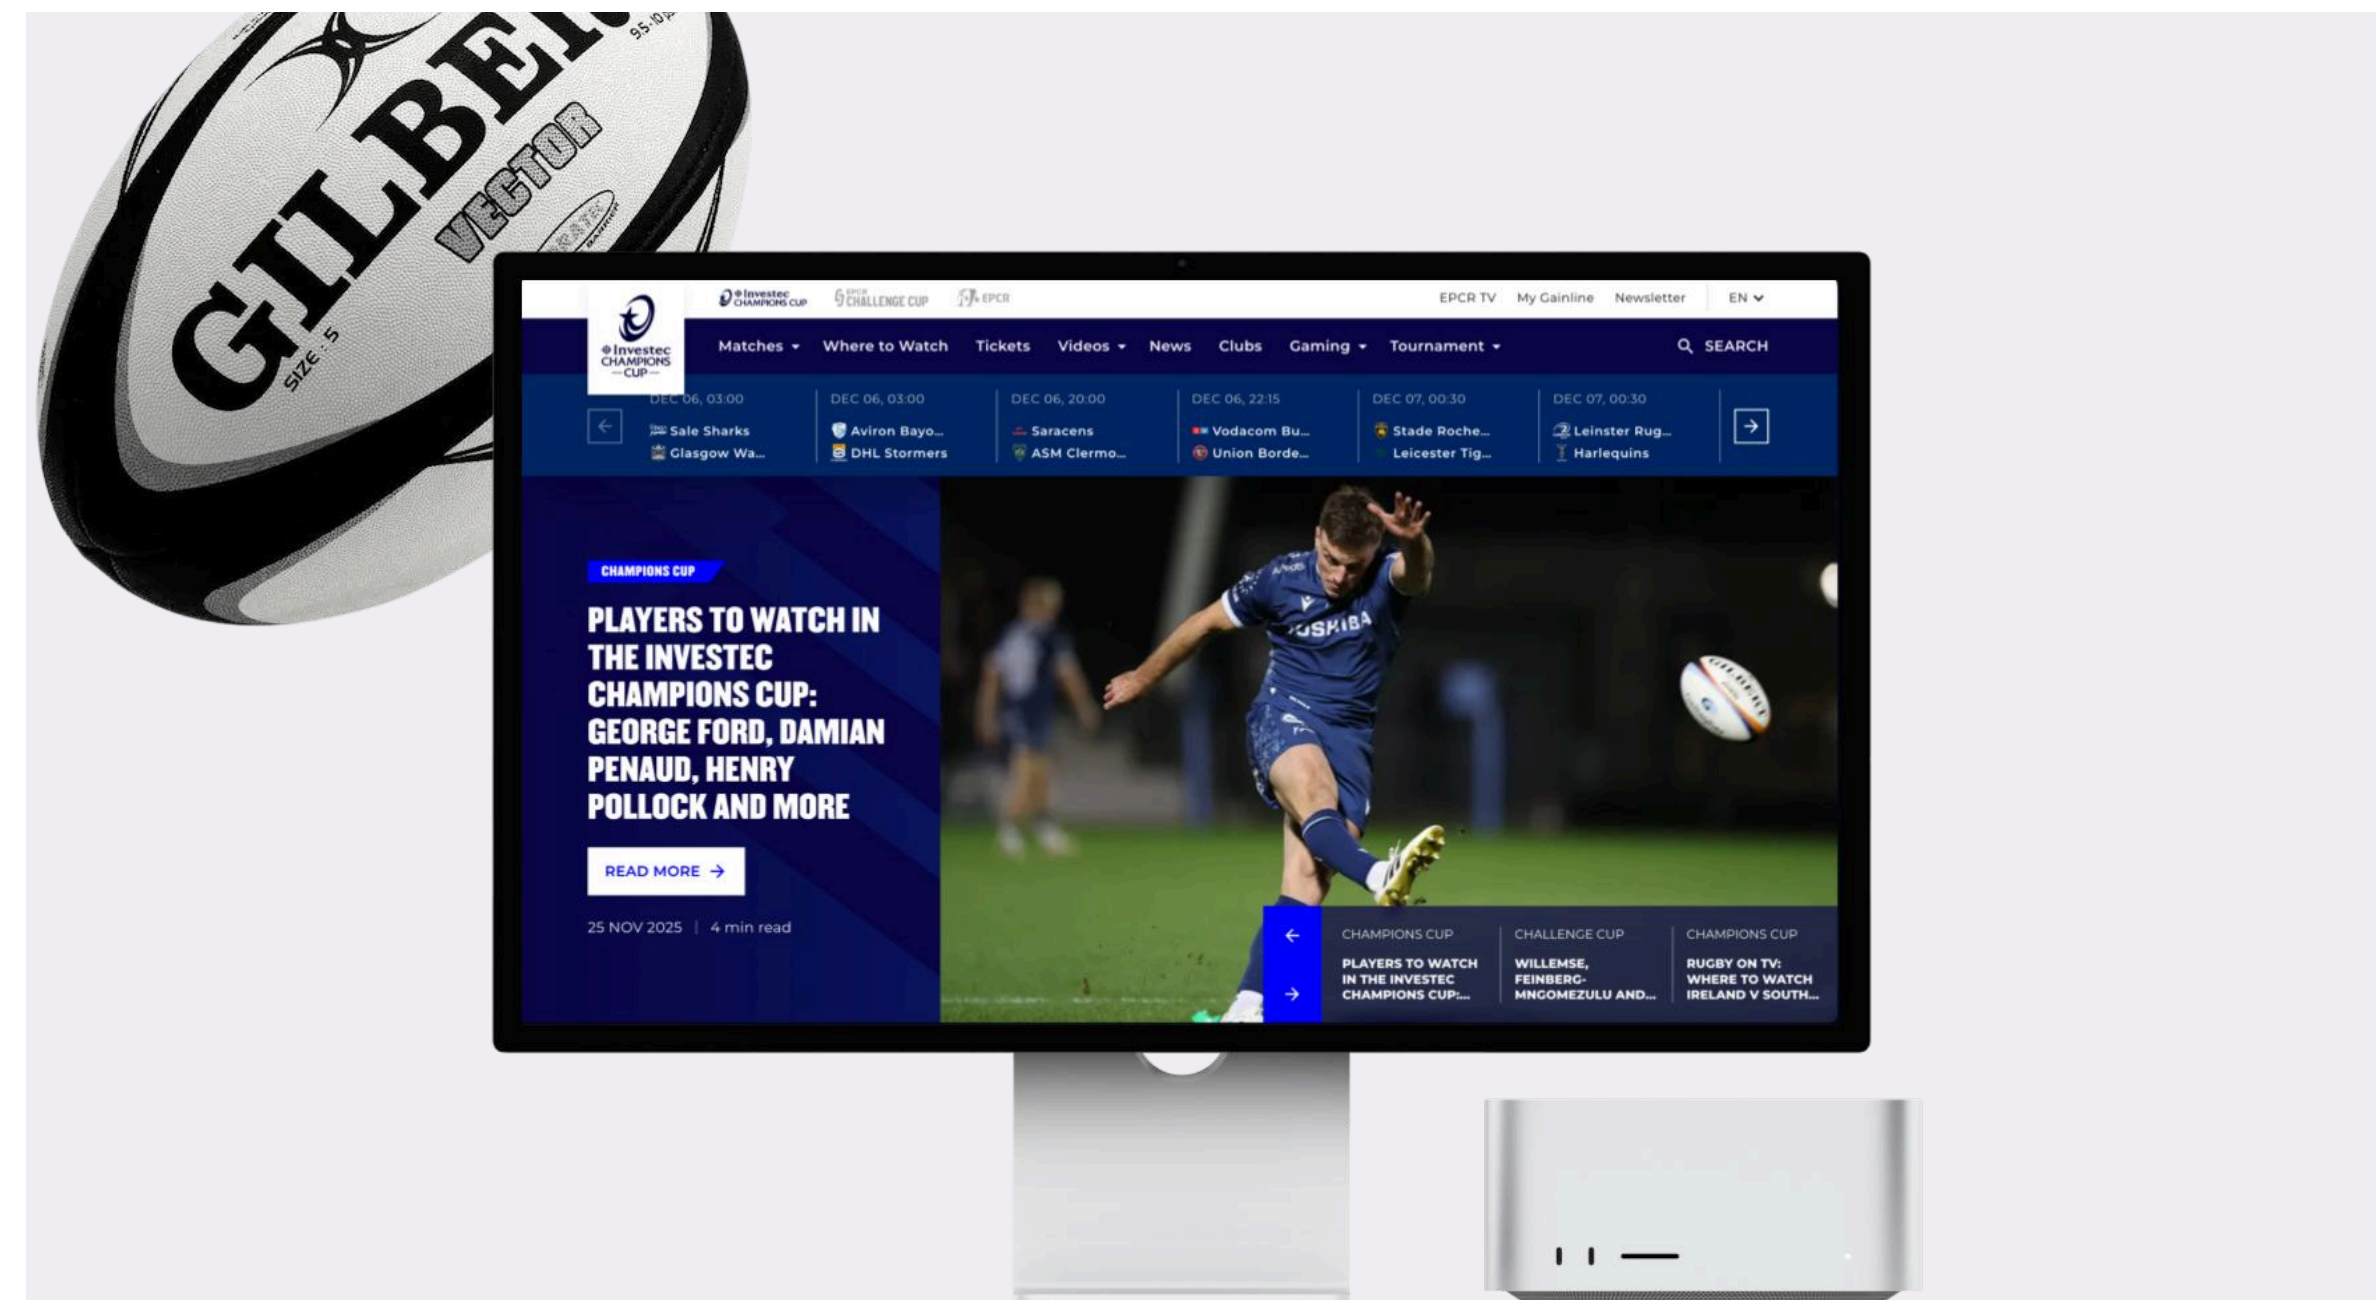 GILBER
VECTOR
SIZE : 5
9.5-10
Investec
CHAMPIONS CUP
EPCR
CHALLENGE CUP
EPCR
EPCR TV
My Gainline
Newsletter
EN
Investec
CHAMPIONS
CUP
Matches
Where to Watch
Tickets
Videos
News
Clubs
Gaming
Tournament
SEARCH
DEC 06, 03:00
Sale Sharks
Glasgow Wa...
DEC 06, 03:00
Aviron Bayo...
DHL Stormers
DEC 06, 20:00
Saracens
ASM Clermo...
DEC 06, 22:15
Vodacom Bu...
Union Borde...
DEC 07, 00:30
Stade Roche...
Leicester Tig...
DEC 07, 00:30
Leinster Rug...
Harlequins
CHAMPIONS CUP
PLAYERS TO WATCH IN
THE INVESTEC
CHAMPIONS CUP:
GEORGE FORD, DAMIAN
PENAUD, HENRY
POLLOCK AND MORE
READ MORE
25 NOV 2025 | 4 min read
TOSHIBA
GILBERT
CHAMPIONS CUP
PLAYERS TO WATCH
IN THE INVESTEC
CHAMPIONS CUP:...
CHALLENGE CUP
WILLEMSE,
FEINBERG-
MNGOMEZULU AND...
CHAMPIONS CUP
RUGBY ON TV:
WHERE TO WATCH
IRELAND V SOUTH...